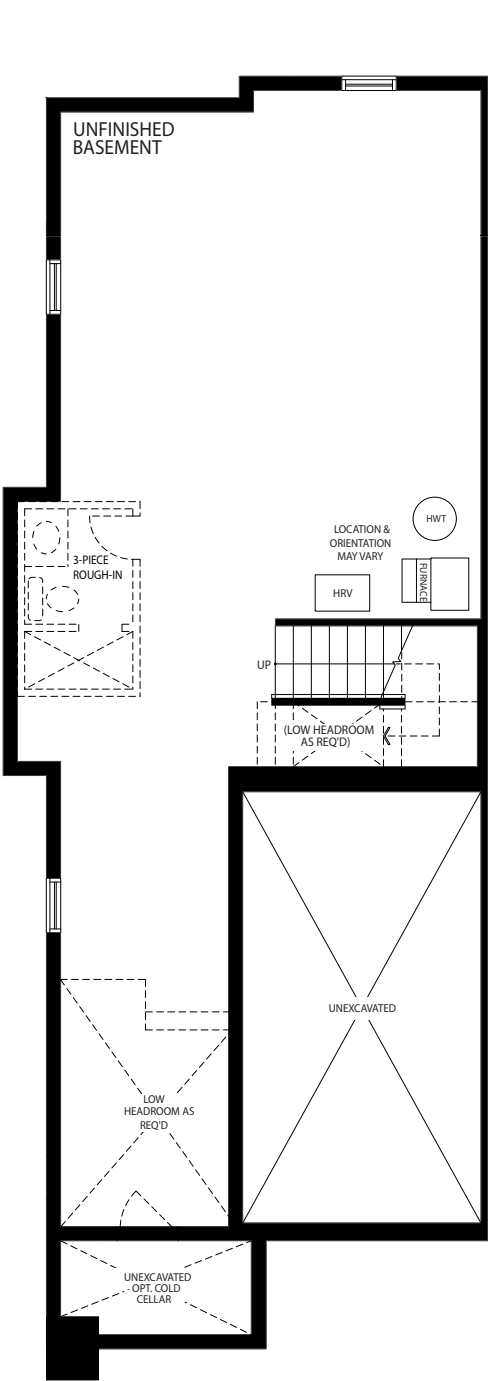 UNFINISHED
BASEMENT
HWT
LOCATION &
ORIENTATION
MAY VARY
3-PIECE
ROUGH-IN
FURNACE
HRV
UP
(LOW HEADROOM
AS REQ'D)
UNEXCAVATED
LOW
HEADROOM AS
REQ'D
UNEXCAVATED
OPT. COLD
CELLAR